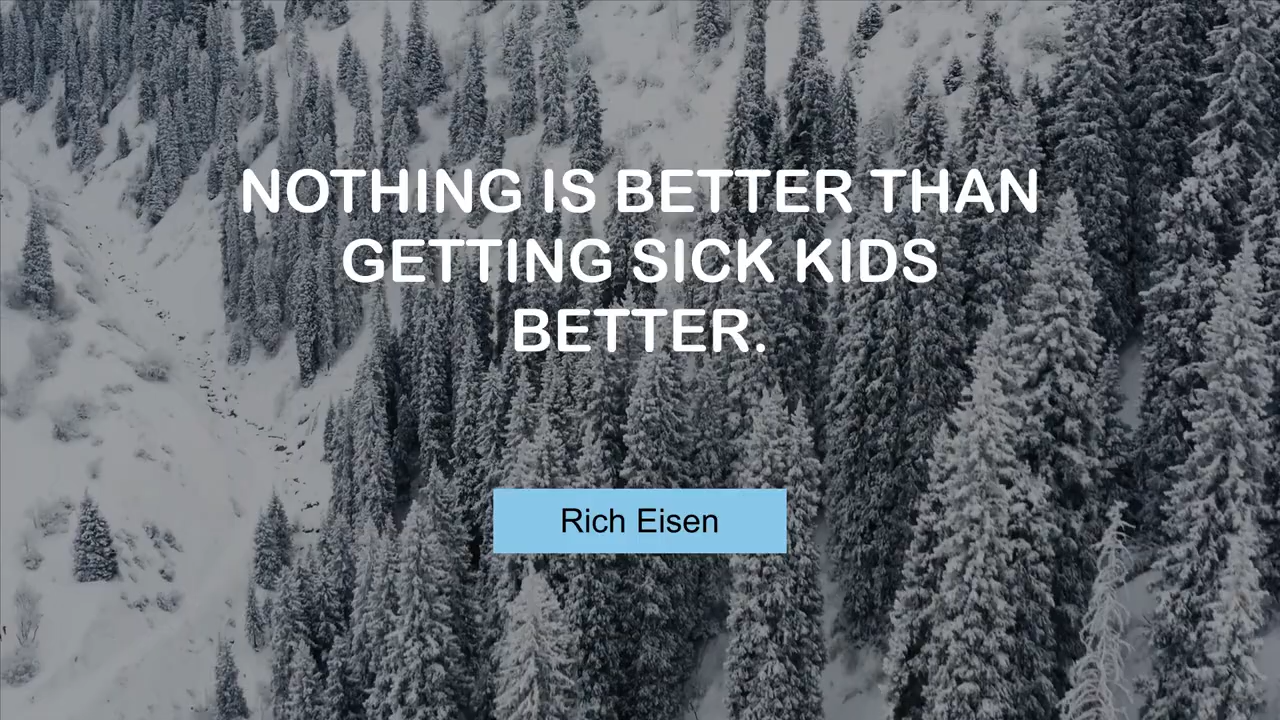 NOTHING IS BETTER THAN
GETTING SICK KIDS
BETTER.
Rich Eisen